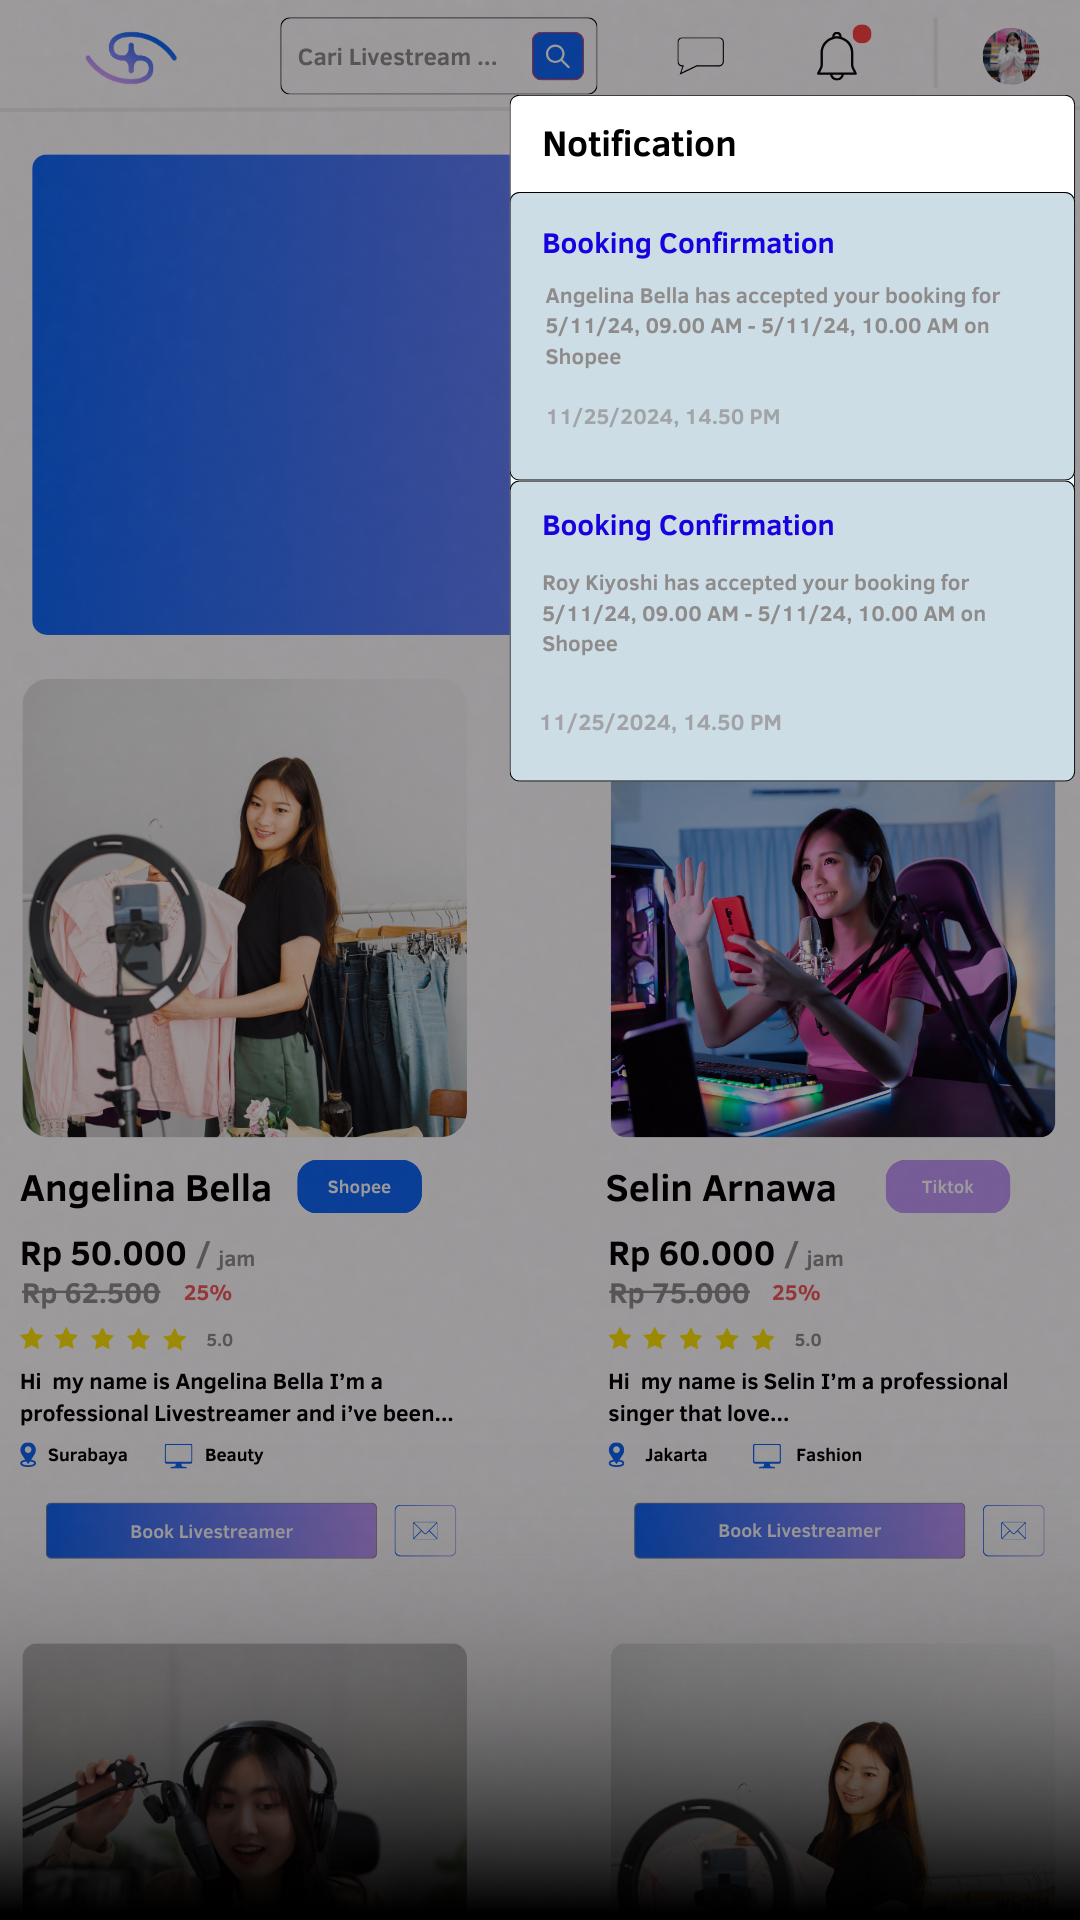 Cari Livestream ...
Notification
Booking Confirmation
Angelina Bella has accepted your booking for
5/11/24, 09.00 AM - 5/11/24, 10.00 AM on
Shopee
11/25/2024, 14.50 PM
Booking Confirmation
Roy Kiyoshi has accepted your booking for
5/11/24, 09.00 AM - 5/11/24, 10.00 AM on
Shopee
11/25/2024, 14.50 PM
Angelina Bella
Shopee
Rp 50.000 / jam
Rp 62.500 25%
5.0
Hi  my name is Angelina Bella I’m a
professional Livestreamer and i’ve been...
Surabaya
Beauty
Book Livestreamer
Selin Arnawa
Tiktok
Rp 60.000 / jam
Rp 75.000 25%
5.0
Hi  my name is Selin I’m a professional
singer that love...
Jakarta
Fashion
Book Livestreamer